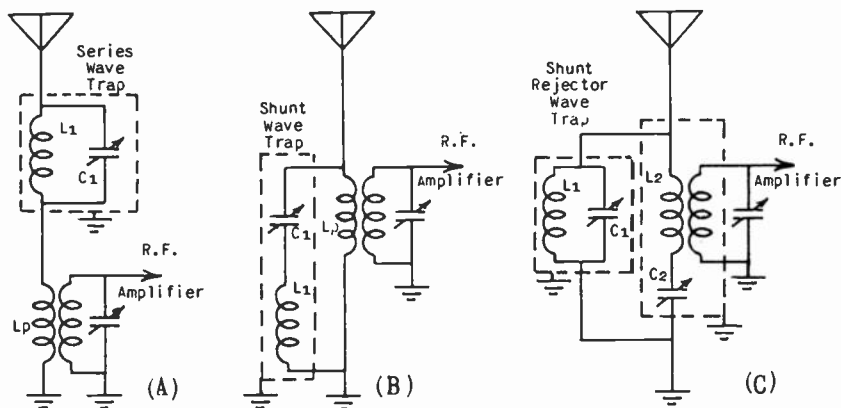 Series
Wave
Trap
L1
C1
R.F.
Amplifier
Lp
(A)
Shunt
Wave
Trap
C1
L1
Lp
R.F.
Amplifier
(B)
Shunt
Rejector
Wave
Trap
L1
C1
L2
C2
R.F.
Amplifier
(C)